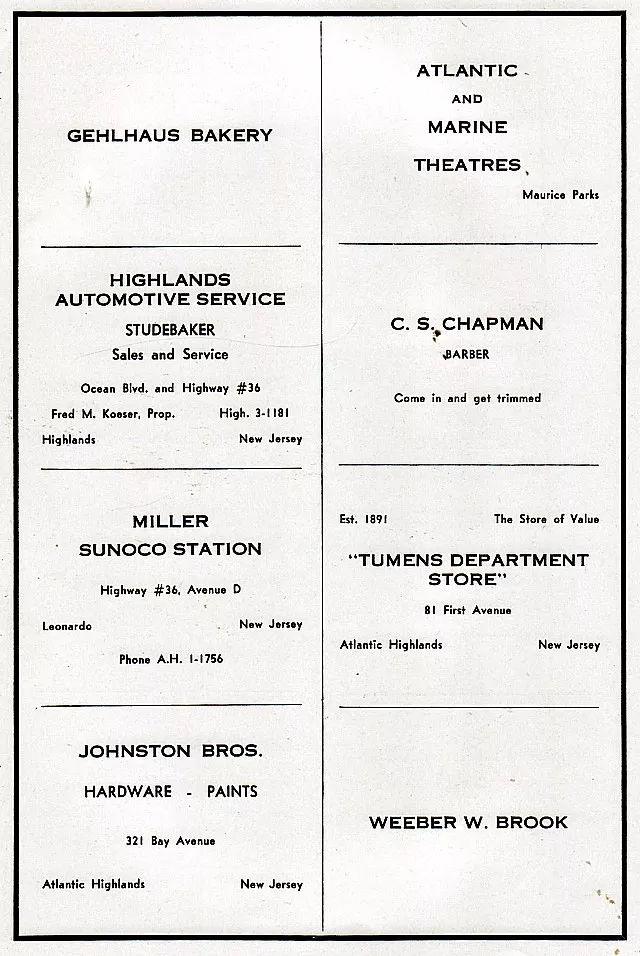 GEHLHAUS BAKERY
HIGHLANDS
AUTOMOTIVE SERVICE
STUDEBAKER
Sales and Service
Ocean Blvd. and Highway #36
Fred M. Koeser, Prop. High. 3-1181
Highlands New Jersey
MILLER
SUNOCO STATION
Highway #36, Avenue D
Leonardo New Jersey
Phone A.H. 1-1756
JOHNSTON BROS.
HARDWARE - PAINTS
321 Bay Avenue
Atlantic Highlands New Jersey
ATLANTIC
AND
MARINE
THEATRES
Maurice Parks
C. S. CHAPMAN
BARBER
Come in and get trimmed
Est. 1891 The Store of Value
"TUMENS DEPARTMENT
STORE"
81 First Avenue
Atlantic Highlands New Jersey
WEEBER W. BROOK